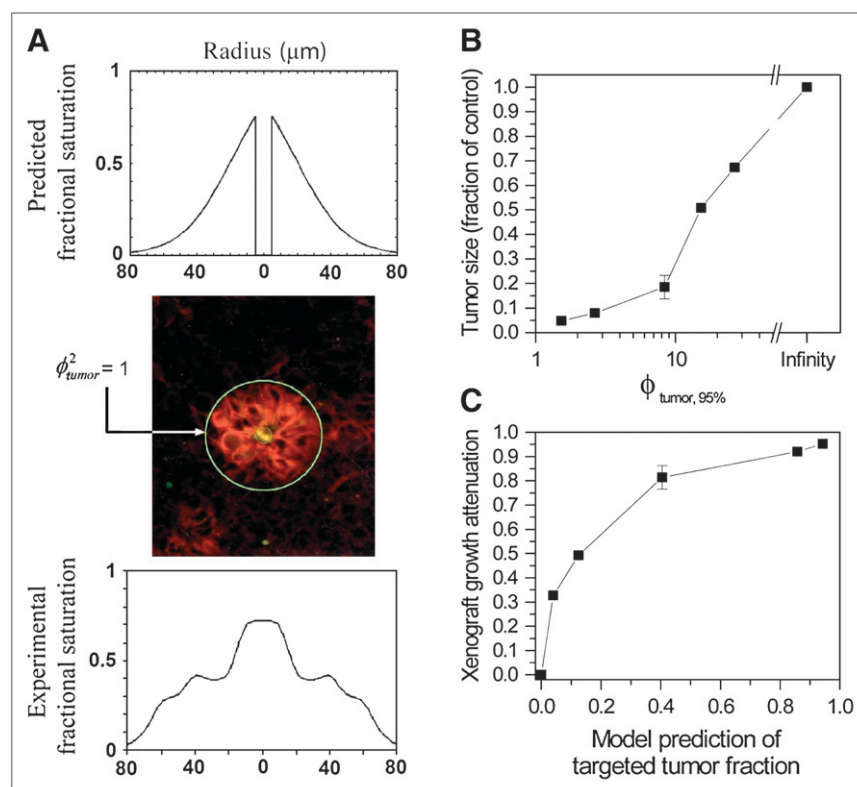 A
Radius (μm)
1
0.5
0
80 40 0 40 80
Predicted
fractional saturation
ϕ²tumor = 1
1
0.5
0
80 40 0 40 80
Experimental
fractional saturation
B
1.0
0.9
0.8
0.7
0.6
0.5
0.4
0.3
0.2
0.1
0.0
Tumor size (fraction of control)
1 10 Infinity
ϕ tumor, 95%
C
1.0
0.9
0.8
0.7
0.6
0.5
0.4
0.3
0.2
0.1
0.0
Xenograft growth attenuation
0.0 0.2 0.4 0.6 0.8 1.0
Model prediction of
targeted tumor fraction